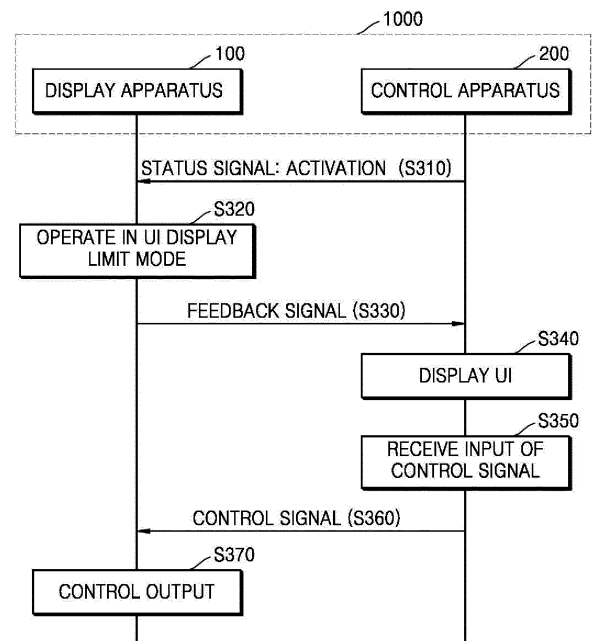 1000
100
200
DISPLAY APPARATUS
CONTROL APPARATUS
STATUS SIGNAL: ACTIVATION (S310)
S320
OPERATE IN UI DISPLAY
LIMIT MODE
FEEDBACK SIGNAL (S330)
S340
DISPLAY UI
S350
RECEIVE INPUT OF
CONTROL SIGNAL
CONTROL SIGNAL (S360)
S370
CONTROL OUTPUT